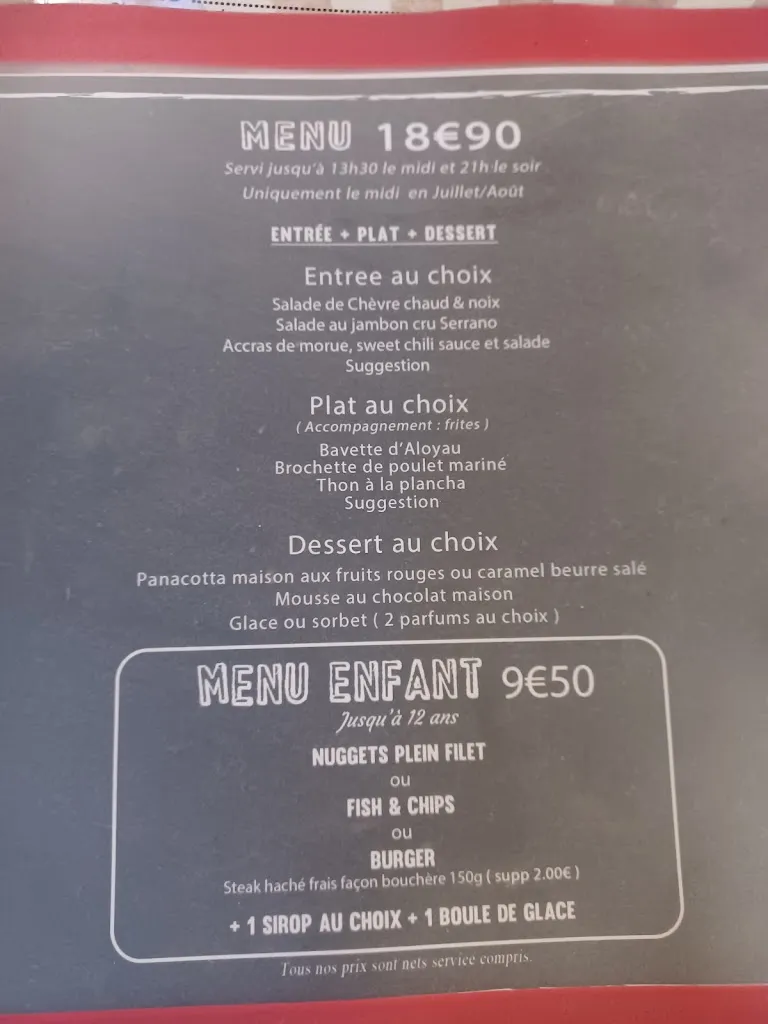 MENU 18€90
Servi jusqu'à 13h30 le midi et 21h le soir
Uniquement le midi en Juillet/Août
ENTRÉE + PLAT + DESSERT
Entree au choix
Salade de Chèvre chaud & noix
Salade au jambon cru Serrano
Accras de morue, sweet chili sauce et salade
Suggestion
Plat au choix
( Accompagnement : frites )
Bavette d'Aloyau
Brochette de poulet mariné
Thon à la plancha
Suggestion
Dessert au choix
Panacotta maison aux fruits rouges ou caramel beurre salé
Mousse au chocolat maison
Glace ou sorbet ( 2 parfums au choix )
MENU ENFANT 9€50
Jusqu'à 12 ans
NUGGETS PLEIN FILET
ou
FISH & CHIPS
ou
BURGER
Steak haché frais façon bouchère 150g ( supp 2.00€ )
+ 1 SIROP AU CHOIX + 1 BOULE DE GLACE
Tous nos prix sont nets service compris.